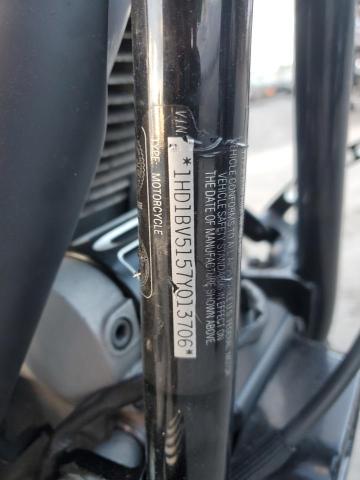 VIN
*1HD1BV5157Y013706*
TYPE: MOTORCYCLE
VEHICLE CONFORMS TO ALL
VEHICLE SAFETY STANDARDS IN EFFECT ON
THE DATE OF MANUFACTURE SHOWN ABOVE